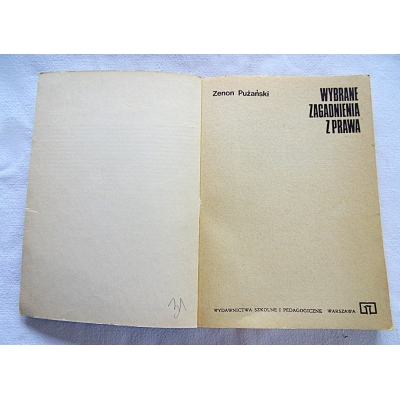 Zenon Pużański
WYBRANE
ZAGADNIENIA
Z PRAWA
WYDAWNICTWA SZKOLNE I PEDAGOGICZNE WARSZAWA